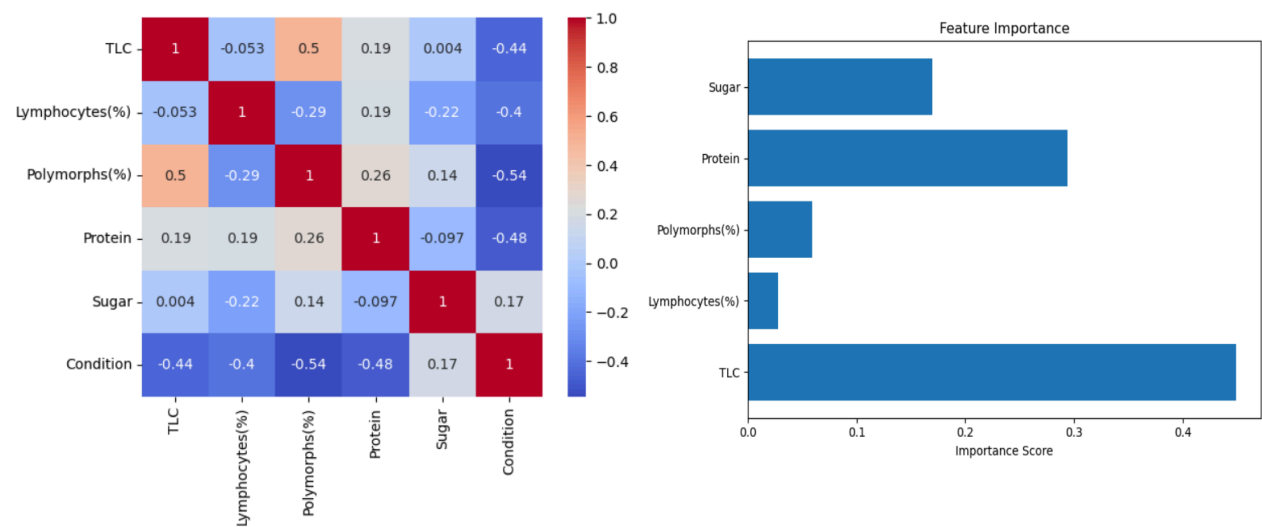 TLC 1 -0.053 0.5 0.19 0.004 -0.44
Lymphocytes(%) -0.053 1 -0.29 0.19 -0.22 -0.4
Polymorphs(%) 0.5 -0.29 1 0.26 0.14 -0.54
Protein 0.19 0.19 0.26 1 -0.097 -0.48
Sugar 0.004 -0.22 0.14 -0.097 1 0.17
Condition -0.44 -0.4 -0.54 -0.48 0.17 1
TLC
Lymphocytes(%)
Polymorphs(%)
Protein
Sugar
Condition
1.0
0.8
0.6
0.4
0.2
0.0
−0.2
−0.4
Feature Importance
Sugar
Protein
Polymorphs(%)
Lymphocytes(%)
TLC
0.0 0.1 0.2 0.3 0.4
Importance Score